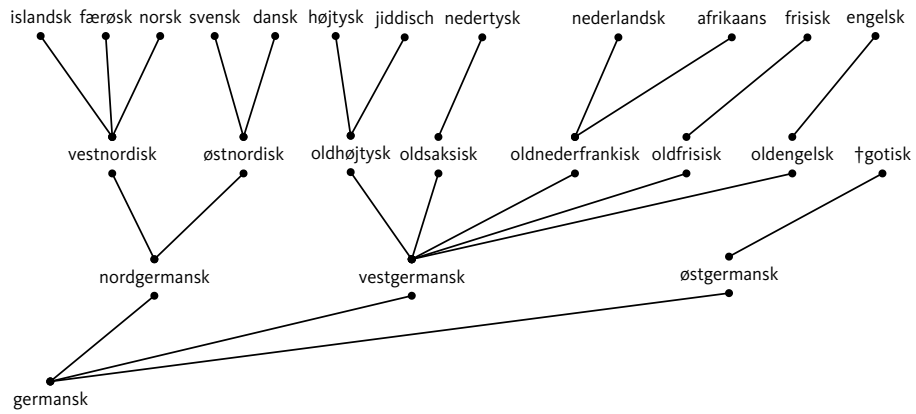 islandsk færøsk norsk svensk dansk højtysk jiddisch nedertysk nederlandsk afrikaans frisisk engelsk
vestnordisk østnordisk oldhøjtysk oldsaksisk oldnederfrankisk oldfrisisk oldengelsk †gotisk
nordgermansk vestgermansk østgermansk
germansk